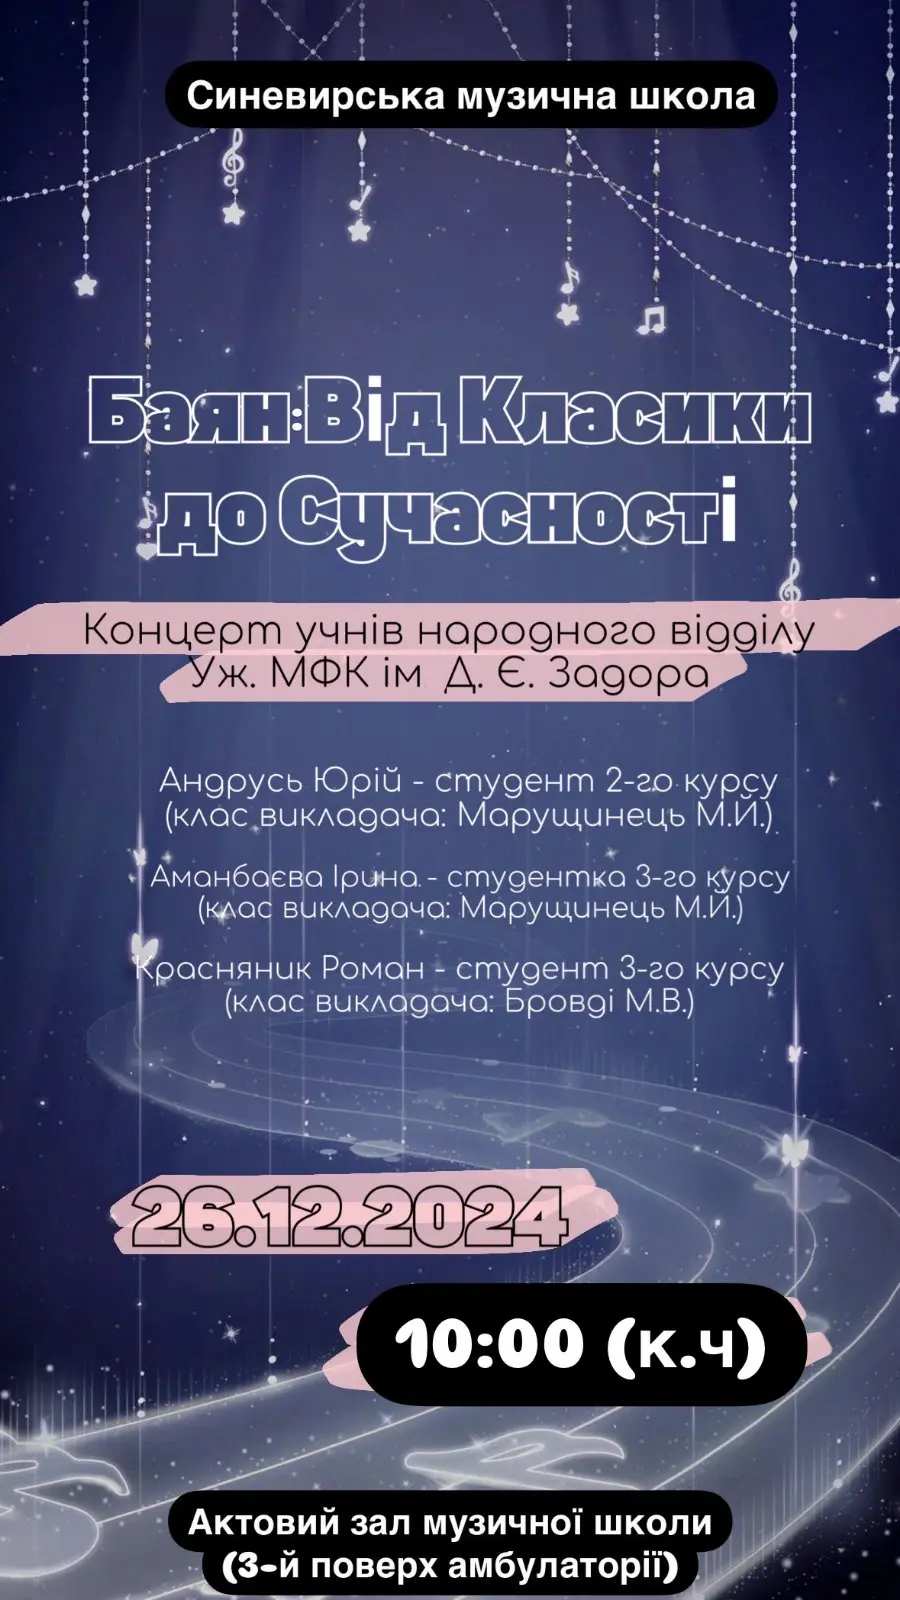 Синевирська музична школа
Баян:Від Класики
до Сучасності
Концерт учнів народного відділу
Уж. МФК ім Д. Є. Задора
Андрусь Юрій - студент 2-го курсу
(клас викладача: Марущинець М.Й.)
Аманбаєва Ірина - студентка 3-го курсу
(клас викладача: Марущинець М.Й.)
Красняник Роман - студент 3-го курсу
(клас викладача: Бровді М.В.)
26.12.2024
10:00 (к.ч)
Актовий зал музичної школи
(3-й поверх амбулаторії)